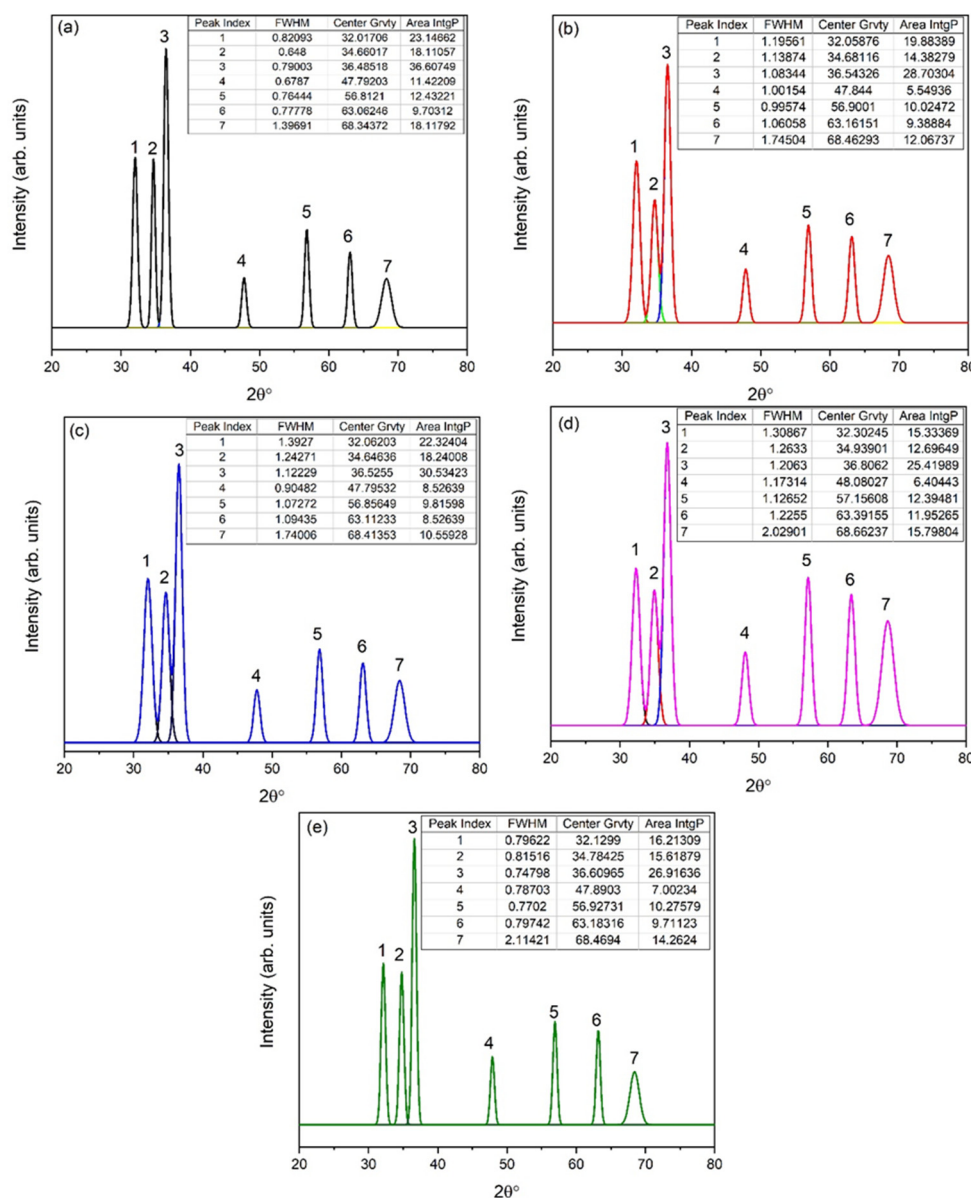 (a)
Peak Index FWHM Center Grvty Area IntgP
1 0.82093 32.01706 23.14662
2 0.648 34.66017 18.11057
3 0.79003 36.48518 36.60749
4 0.6787 47.79203 11.42209
5 0.76444 56.8121 12.43221
6 0.77778 63.06246 9.70312
7 1.39691 68.34372 18.11792
1 2 3 4 5 6 7
Intensity (arb. units)
20 30 40 50 60 70 80
2θ°
(b)
Peak Index FWHM Center Grvty Area IntgP
1 1.19561 32.05876 19.88389
2 1.13874 34.68116 14.38279
3 1.08344 36.54326 28.70304
4 1.00154 47.844 5.54936
5 0.99574 56.9001 10.02472
6 1.06058 63.16151 9.38884
7 1.74504 68.46293 12.06737
1 2 3 4 5 6 7
Intensity (arb. units)
20 30 40 50 60 70 80
2θ°
(c)
Peak Index FWHM Center Grvty Area IntgP
1 1.3927 32.06203 22.32404
2 1.24271 34.64636 18.24008
3 1.12229 36.5255 30.53423
4 0.90482 47.79532 8.52639
5 1.07272 56.85649 9.81598
6 1.09435 63.11233 8.52639
7 1.74006 68.41353 10.55928
1 2 3 4 5 6 7
Intensity (arb. units)
20 30 40 50 60 70 80
2θ°
(d)
Peak Index FWHM Center Grvty Area IntgP
1 1.30867 32.30245 15.33369
2 1.2633 34.93901 12.69649
3 1.2063 36.8062 25.41989
4 1.17314 48.08027 6.40443
5 1.12652 57.15608 12.39481
6 1.2255 63.39155 11.95265
7 2.02901 68.66237 15.79804
1 2 3 4 5 6 7
Intensity (arb. units)
20 30 40 50 60 70 80
2θ°
(e)
Peak Index FWHM Center Grvty Area IntgP
1 0.79622 32.1299 16.21309
2 0.81516 34.78425 15.61879
3 0.74798 36.60965 26.91636
4 0.78703 47.8903 7.00234
5 0.7702 56.92731 10.27579
6 0.79742 63.18316 9.71123
7 2.11421 68.4694 14.2624
1 2 3 4 5 6 7
Intensity (arb. units)
20 30 40 50 60 70 80
2θ°